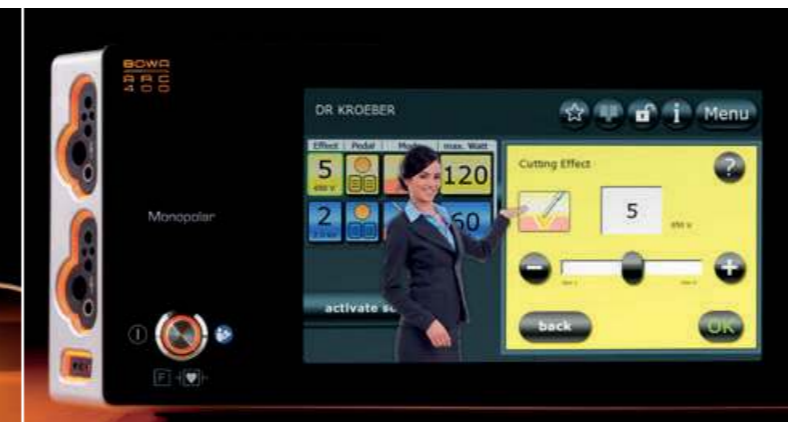 BOWA
ARC
400
DR KROEBER
i Menu
Effect Pedal Mode max. Watt
5
120
2
60
Cutting Effect
?
5
Monopolar
activate
back
OK
F